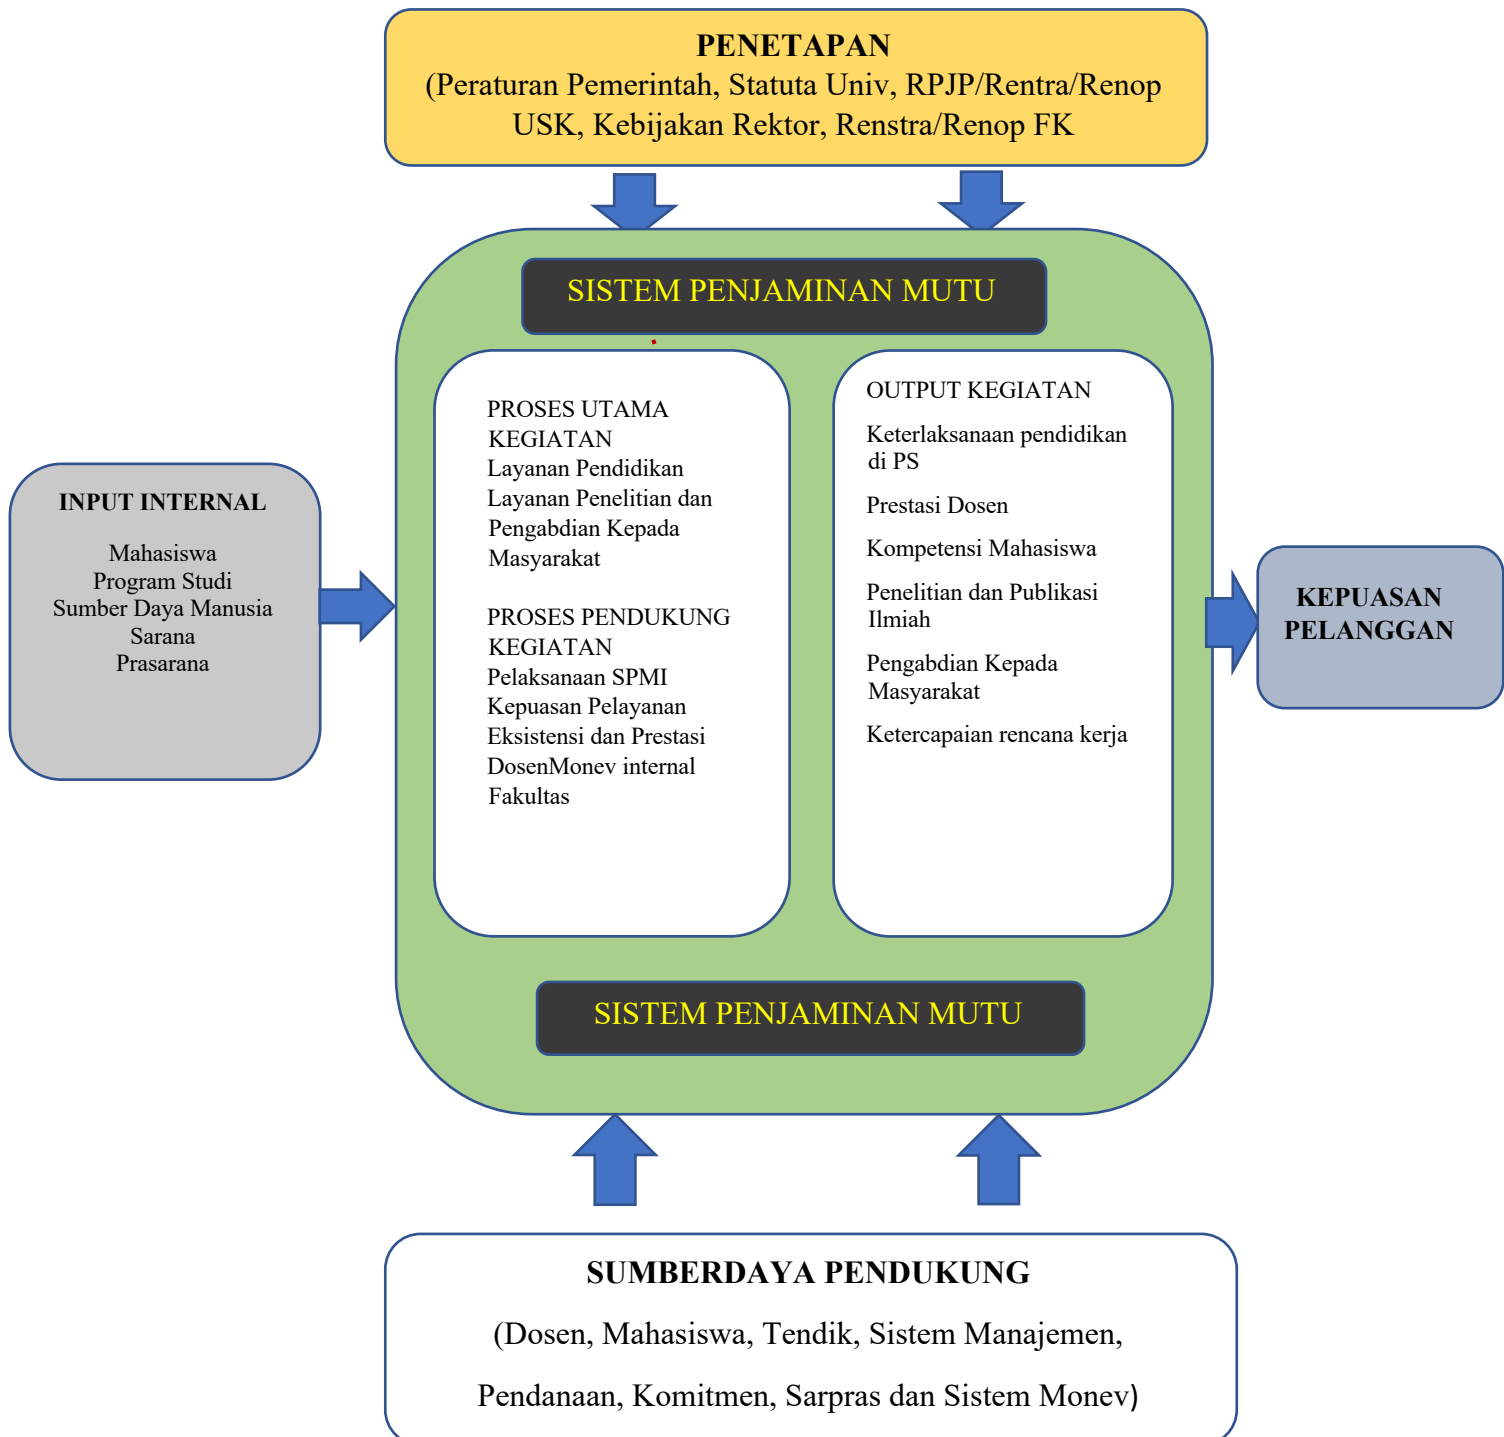 PENETAPAN
(Peraturan Pemerintah, Statuta Univ, RPJP/Rentra/Renop
USK, Kebijakan Rektor, Renstra/Renop FK
SISTEM PENJAMINAN MUTU
INPUT INTERNAL
Mahasiswa
Program Studi
Sumber Daya Manusia
Sarana
Prasarana
PROSES UTAMA
KEGIATAN
Layanan Pendidikan
Layanan Penelitian dan
Pengabdian Kepada
Masyarakat
PROSES PENDUKUNG
KEGIATAN
Pelaksanaan SPMI
Kepuasan Pelayanan
Eksistensi dan Prestasi
DosenMonev internal
Fakultas
OUTPUT KEGIATAN
Keterlaksanaan pendidikan
di PS
Prestasi Dosen
Kompetensi Mahasiswa
Penelitian dan Publikasi
Ilmiah
Pengabdian Kepada
Masyarakat
Ketercapaian rencana kerja
KEPUASAN
PELANGGAN
SISTEM PENJAMINAN MUTU
SUMBERDAYA PENDUKUNG
(Dosen, Mahasiswa, Tendik, Sistem Manajemen,
Pendanaan, Komitmen, Sarpras dan Sistem Monev)